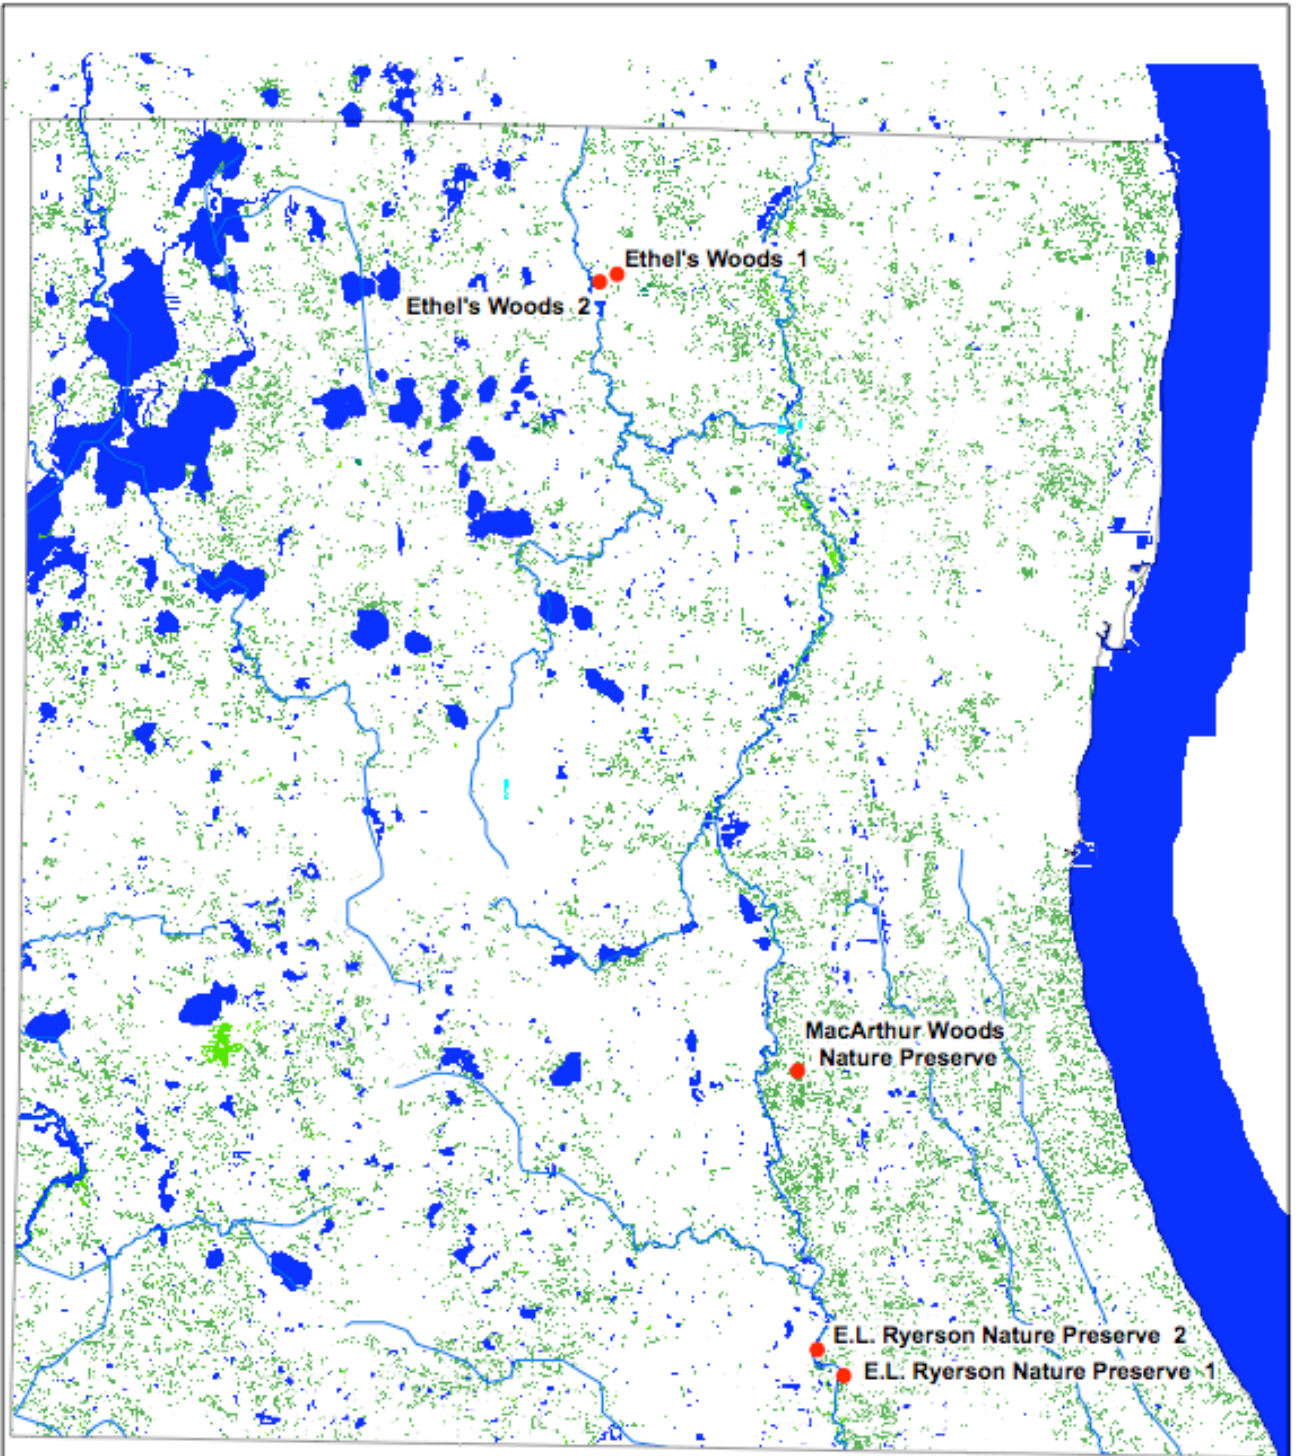 Ethel's Woods 1
Ethel's Woods 2
MacArthur Woods
Nature Preserve
E.L. Ryerson Nature Preserve 2
E.L. Ryerson Nature Preserve 1